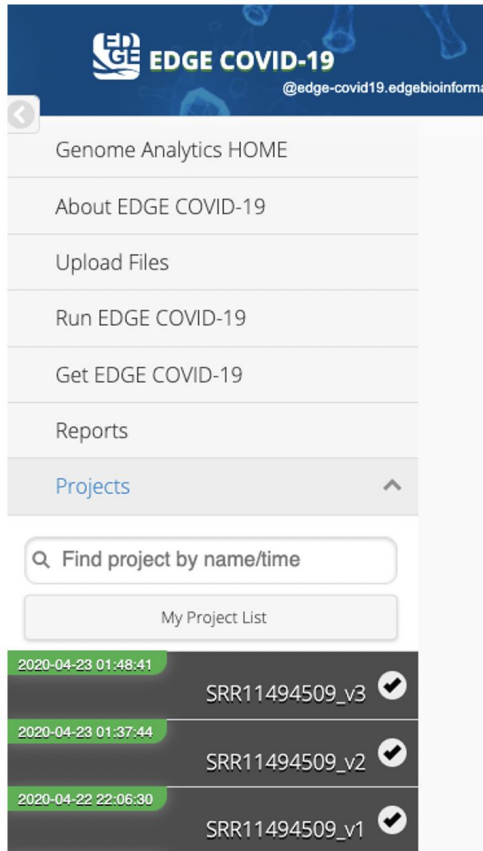 ED
GE
EDGE COVID-19
@edge-covid19.edgebioinforma
Genome Analytics HOME
About EDGE COVID-19
Upload Files
Run EDGE COVID-19
Get EDGE COVID-19
Reports
Projects
Find project by name/time
My Project List
2020-04-23 01:48:41
SRR11494509_v3
2020-04-23 01:37:44
SRR11494509_v2
2020-04-22 22:06:30
SRR11494509_v1